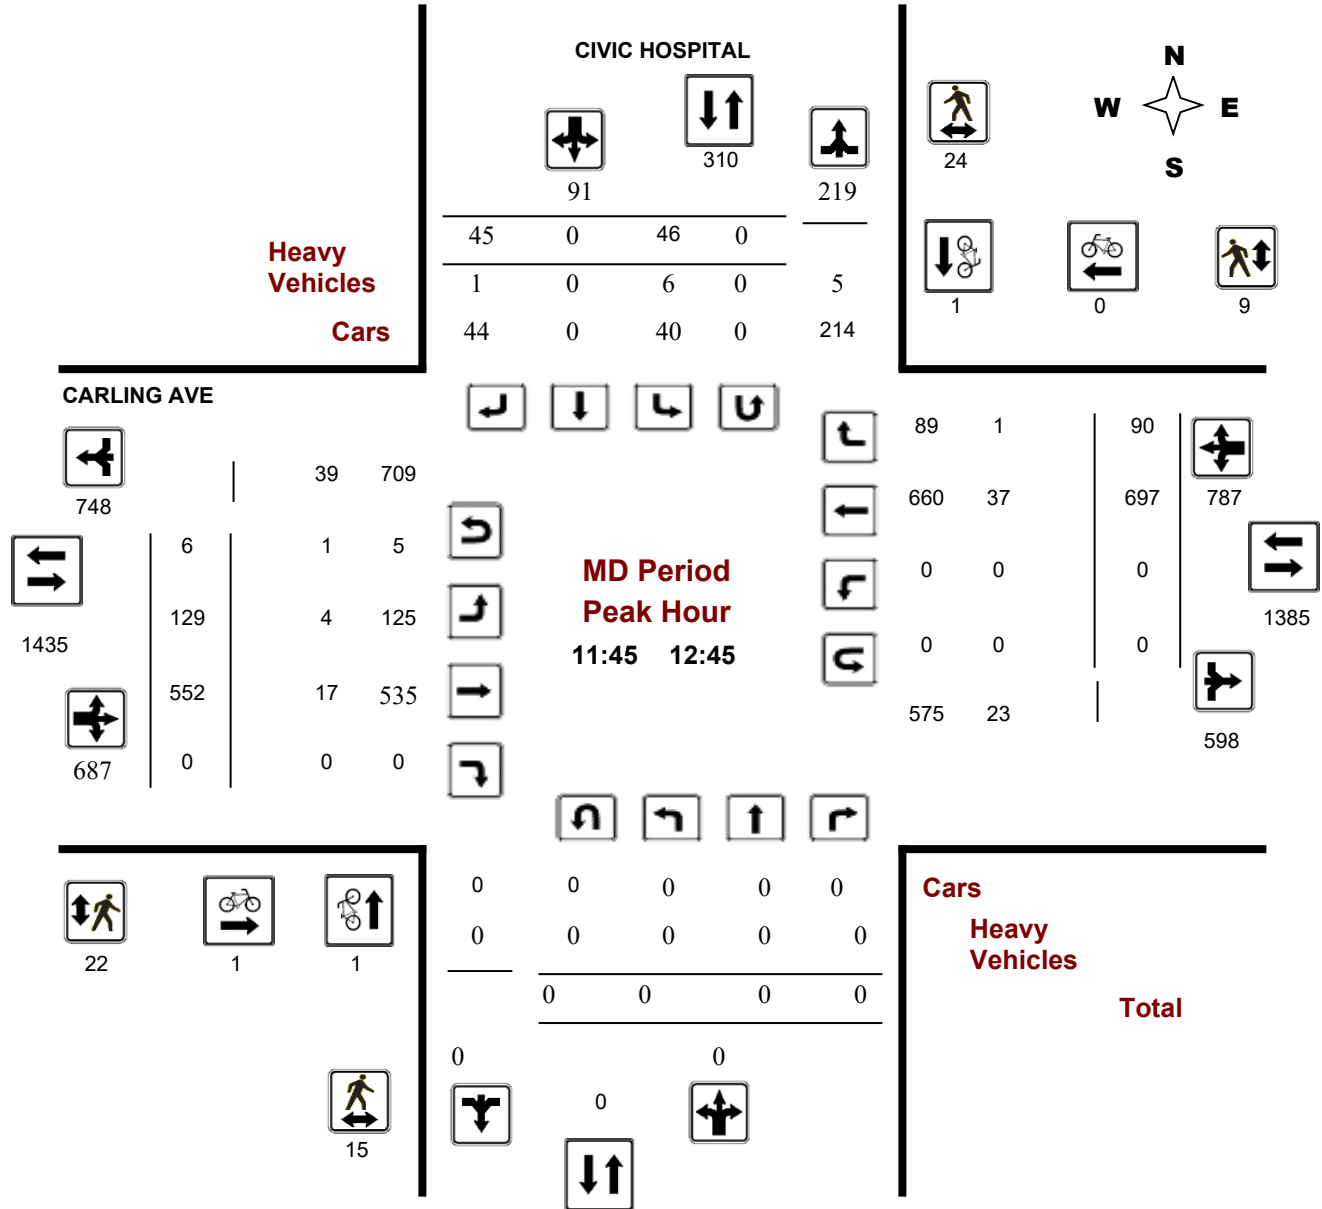 CIVIC HOSPITAL
N
W E
S
310
24
91 219
45 0 46 0
Heavy
Vehicles
1 0 6 0 5
1 0 9
Cars 44 0 40 0 214
CARLING AVE
89 1 90
39 709
748
660 37 697 787
6 1 5
MD Period
0 0 0
Peak Hour
129 4 125
1385
1435
11:45 12:45
0 0 0
552 17 535
575 23
598
687 0 0 0
0 0 0 0 0
Cars
0 0 0 0 0
Heavy
Vehicles
22 1 1
0 0 0 0
Total
0 0
0
15